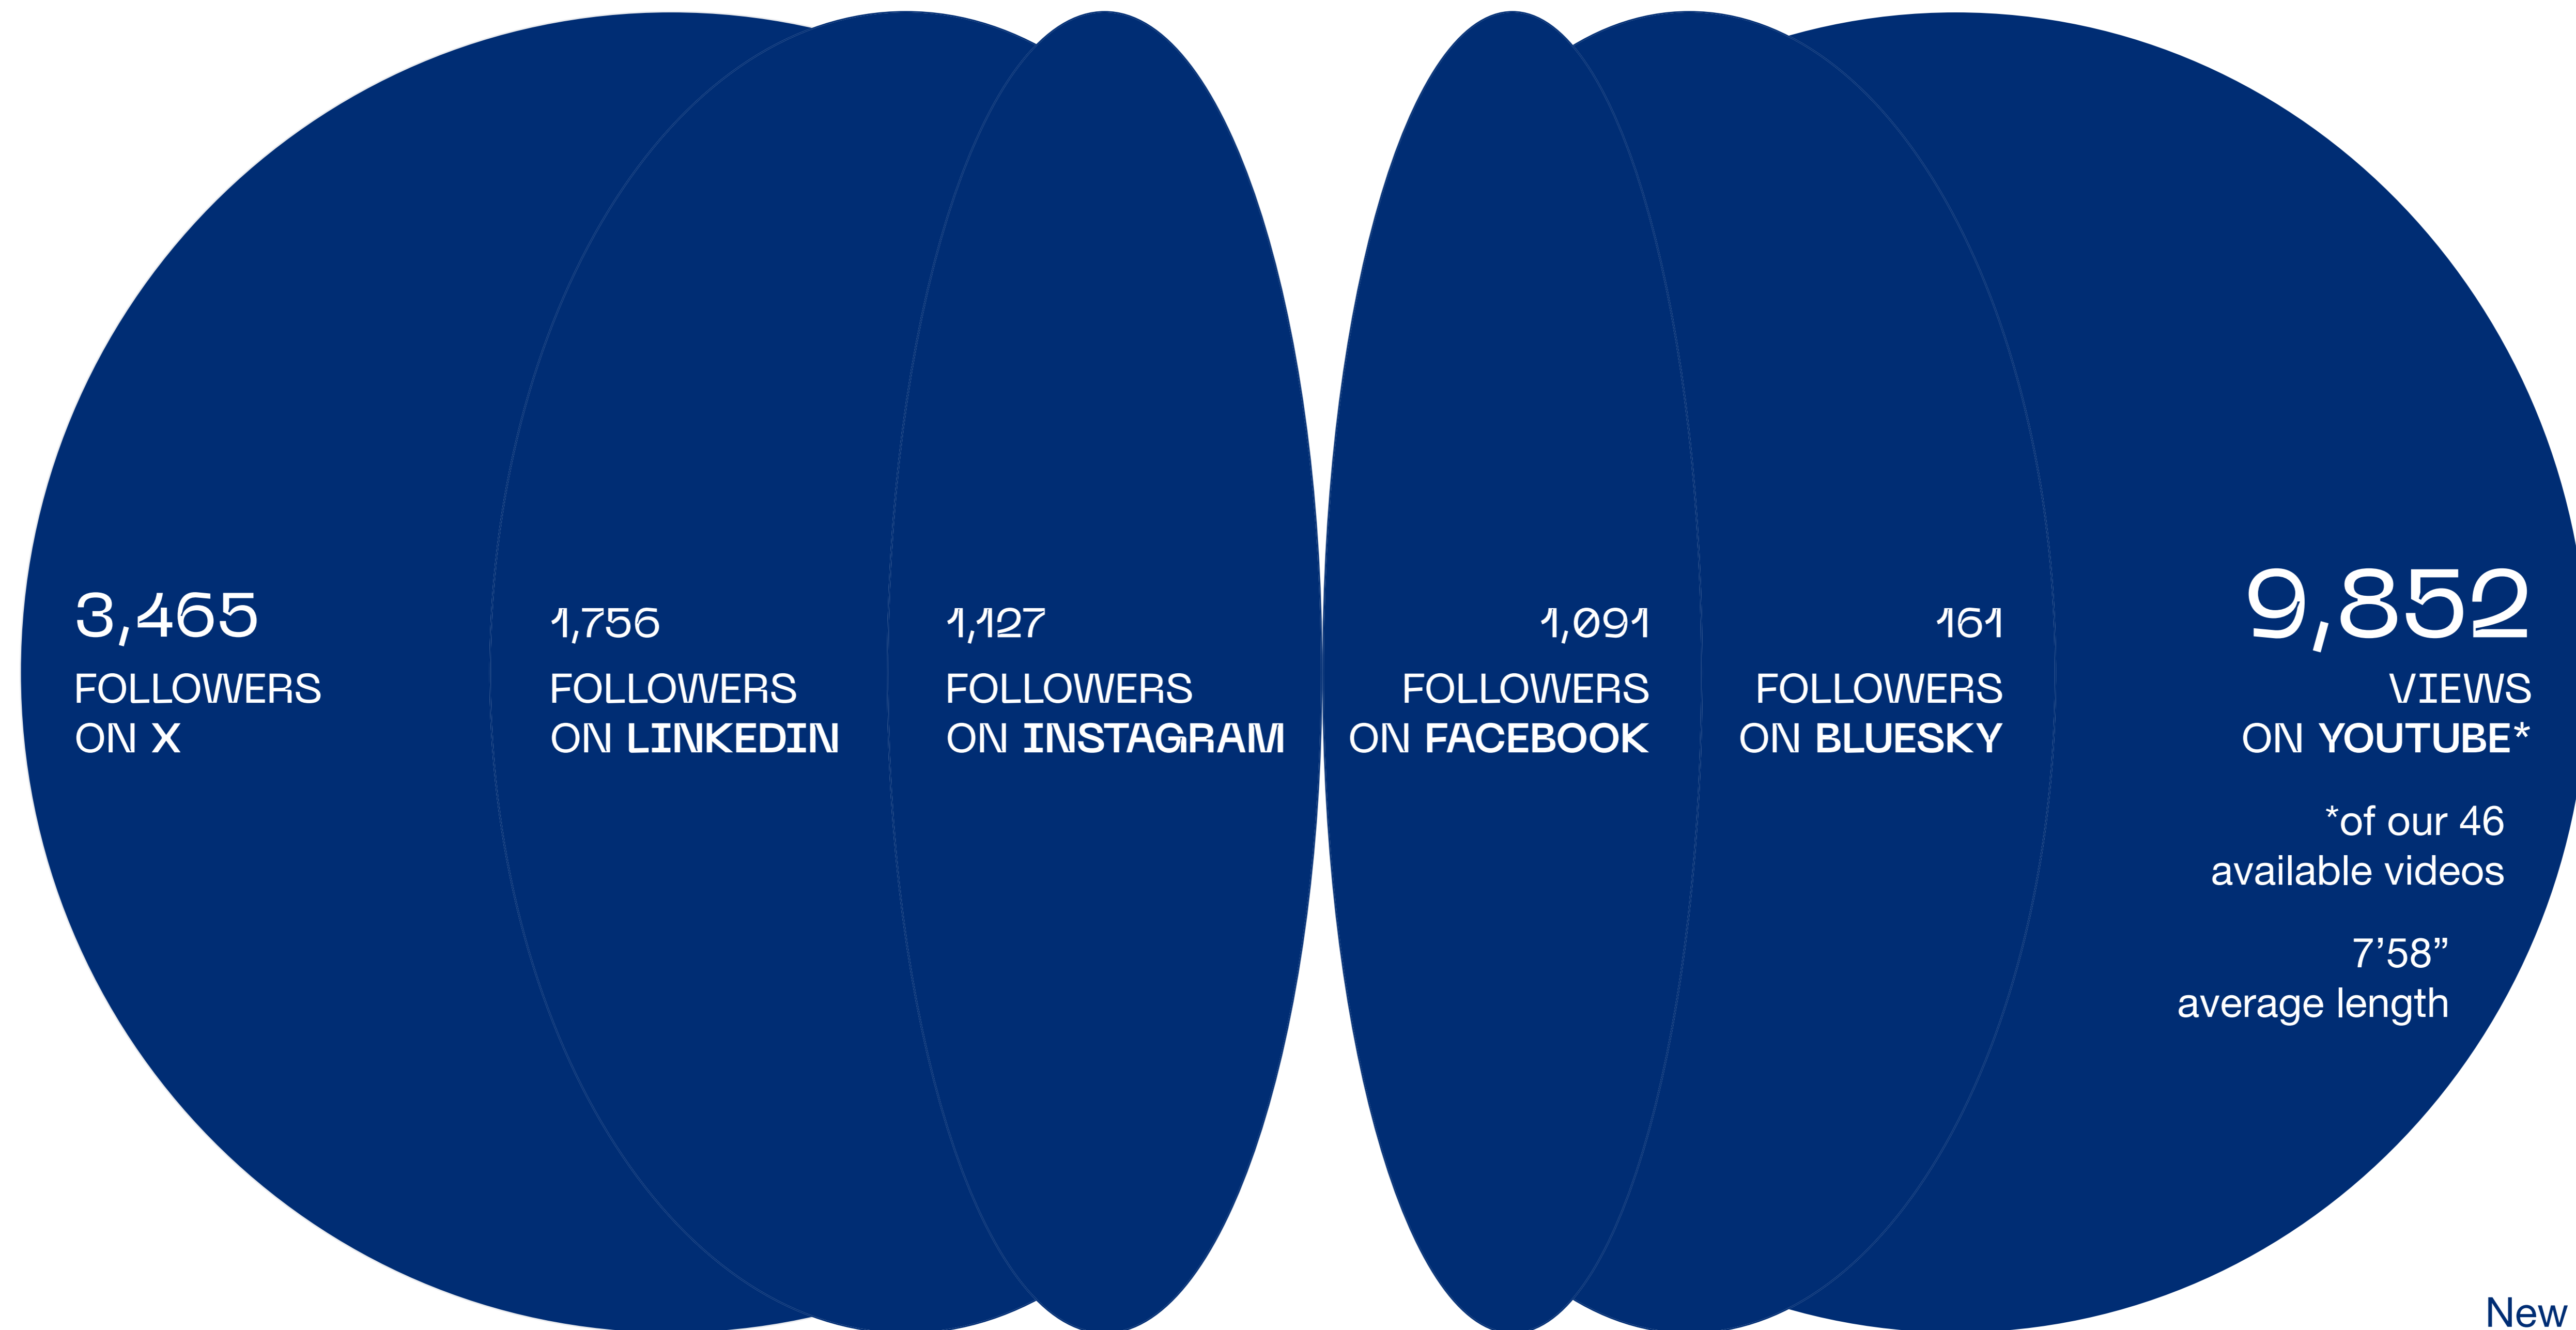 3,465
FOLLOWERS
ON X
1,756
FOLLOWERS
ON LINKEDIN
1,127
FOLLOWERS
ON INSTAGRAM
1,091
FOLLOWERS
ON FACEBOOK
161
FOLLOWERS
ON BLUESKY
9,852
VIEWS
ON YOUTUBE*
*of our 46
available videos
7’58”
average length
New